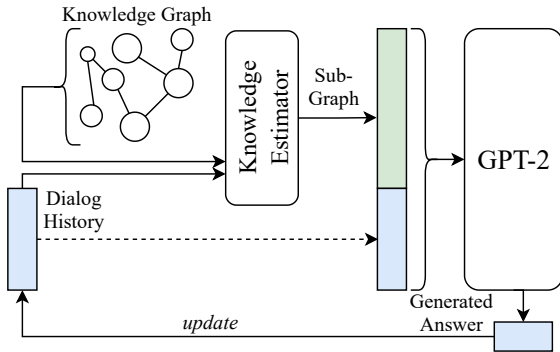 Knowledge Graph
Knowledge
Estimator
Sub-
Graph
GPT-2
Dialog
History
Generated
Answer
update